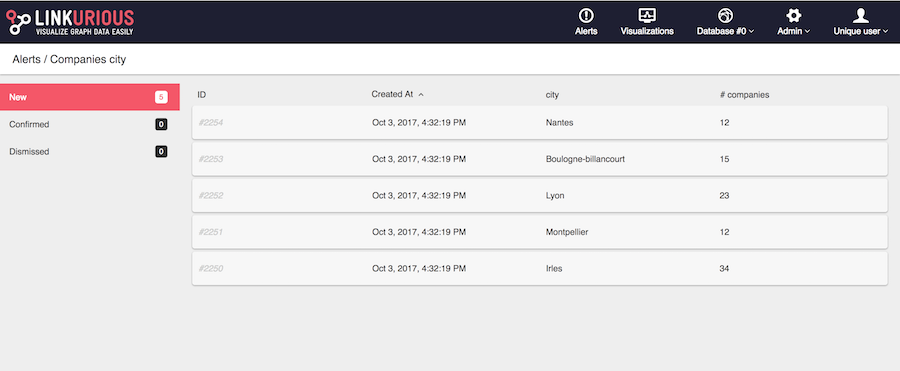 LINKURIOUS
VISUALIZE GRAPH DATA EASILY
Alerts Visualizations Database #0 Admin Unique user
Alerts / Companies city
New 5
Confirmed 0
Dismissed 0
ID Created At city # companies
#2254 Oct 3, 2017, 4:32:19 PM Nantes 12
#2253 Oct 3, 2017, 4:32:19 PM Boulogne-billancourt 15
#2252 Oct 3, 2017, 4:32:19 PM Lyon 23
#2251 Oct 3, 2017, 4:32:19 PM Montpellier 12
#2250 Oct 3, 2017, 4:32:19 PM Irles 34